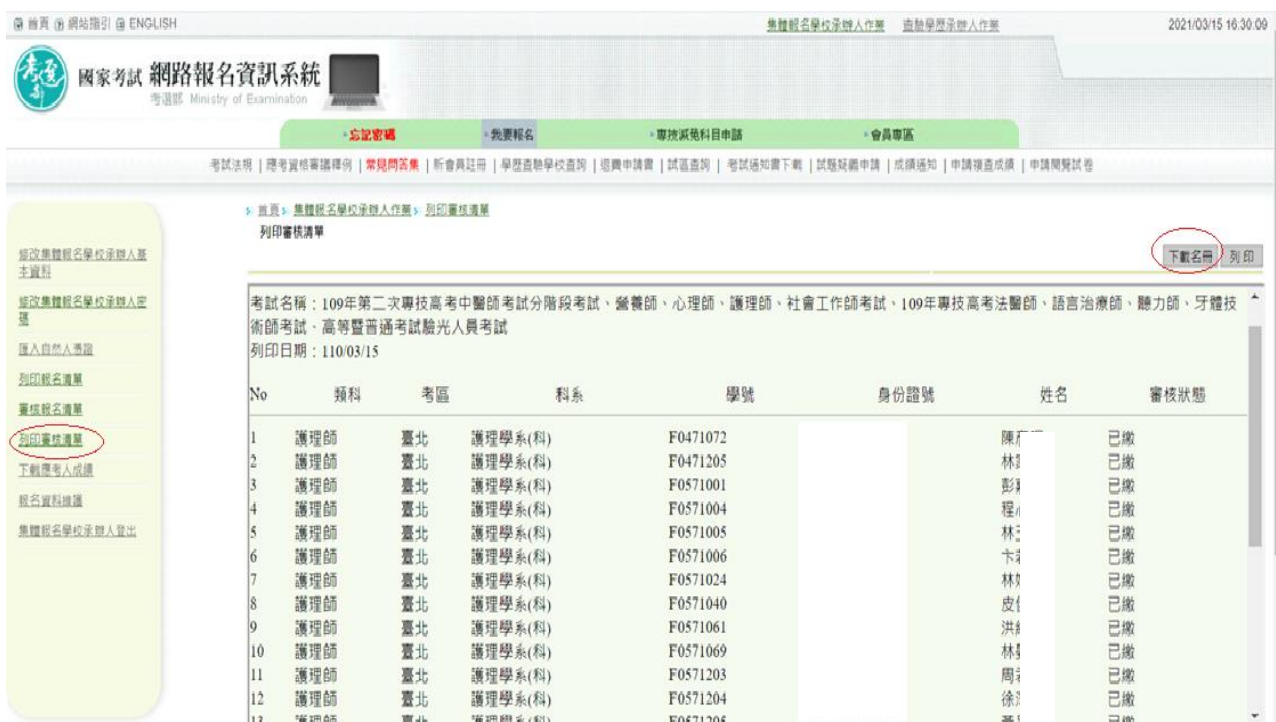 首頁 網站指引 ENGLISH 集體報名學校承辦人作業 查驗學歷承辦人作業 2021/03/15 16:30:09
國家考試 網路報名資訊系統
考選部 Ministry of Examination
忘記密碼 我要報名 專技減免科目申請 會員專區
考試法規 | 應考資格審議釋例 | 常見問答集 | 新會員註冊 | 學歷查驗學校查詢 | 退費申請書 | 試區查詢 | 考試通知書下載 | 試題疑義申請 | 成績通知 | 申請複查成績 | 申請閱覽試卷
首頁 集體報名學校承辦人作業 列印審核清單
列印審核清單
下載名冊 列印
修改集體報名學校承辦人基
本資料
修改集體報名學校承辦人密
碼
匯入自然人憑證
列印報名清單
審核報名清單
列印審核清單
下載應考人成績
報名資料維護
集體報名學校承辦人登出
考試名稱：109年第二次專技高考中醫師考試分階段考試、營養師、心理師、護理師、社會工作師考試、109年專技高考法醫師、語言治療師、聽力師、牙體技
術師考試、高等暨普通考試驗光人員考試
列印日期：110/03/15
No 類科 考區 科系 學號 身份證號 姓名 審核狀態
1 護理師 臺北 護理學系(科) F0471072 陳 已繳
2 護理師 臺北 護理學系(科) F0471205 林 已繳
3 護理師 臺北 護理學系(科) F0571001 彭 已繳
4 護理師 臺北 護理學系(科) F0571004 程 已繳
5 護理師 臺北 護理學系(科) F0571005 林 已繳
6 護理師 臺北 護理學系(科) F0571006 卞 已繳
7 護理師 臺北 護理學系(科) F0571024 林 已繳
8 護理師 臺北 護理學系(科) F0571040 皮 已繳
9 護理師 臺北 護理學系(科) F0571061 洪 已繳
10 護理師 臺北 護理學系(科) F0571069 林 已繳
11 護理師 臺北 護理學系(科) F0571203 周 已繳
12 護理師 臺北 護理學系(科) F0571204 徐 已繳
13 護理師 臺北 護理學系(科) F0571205 黃 已繳